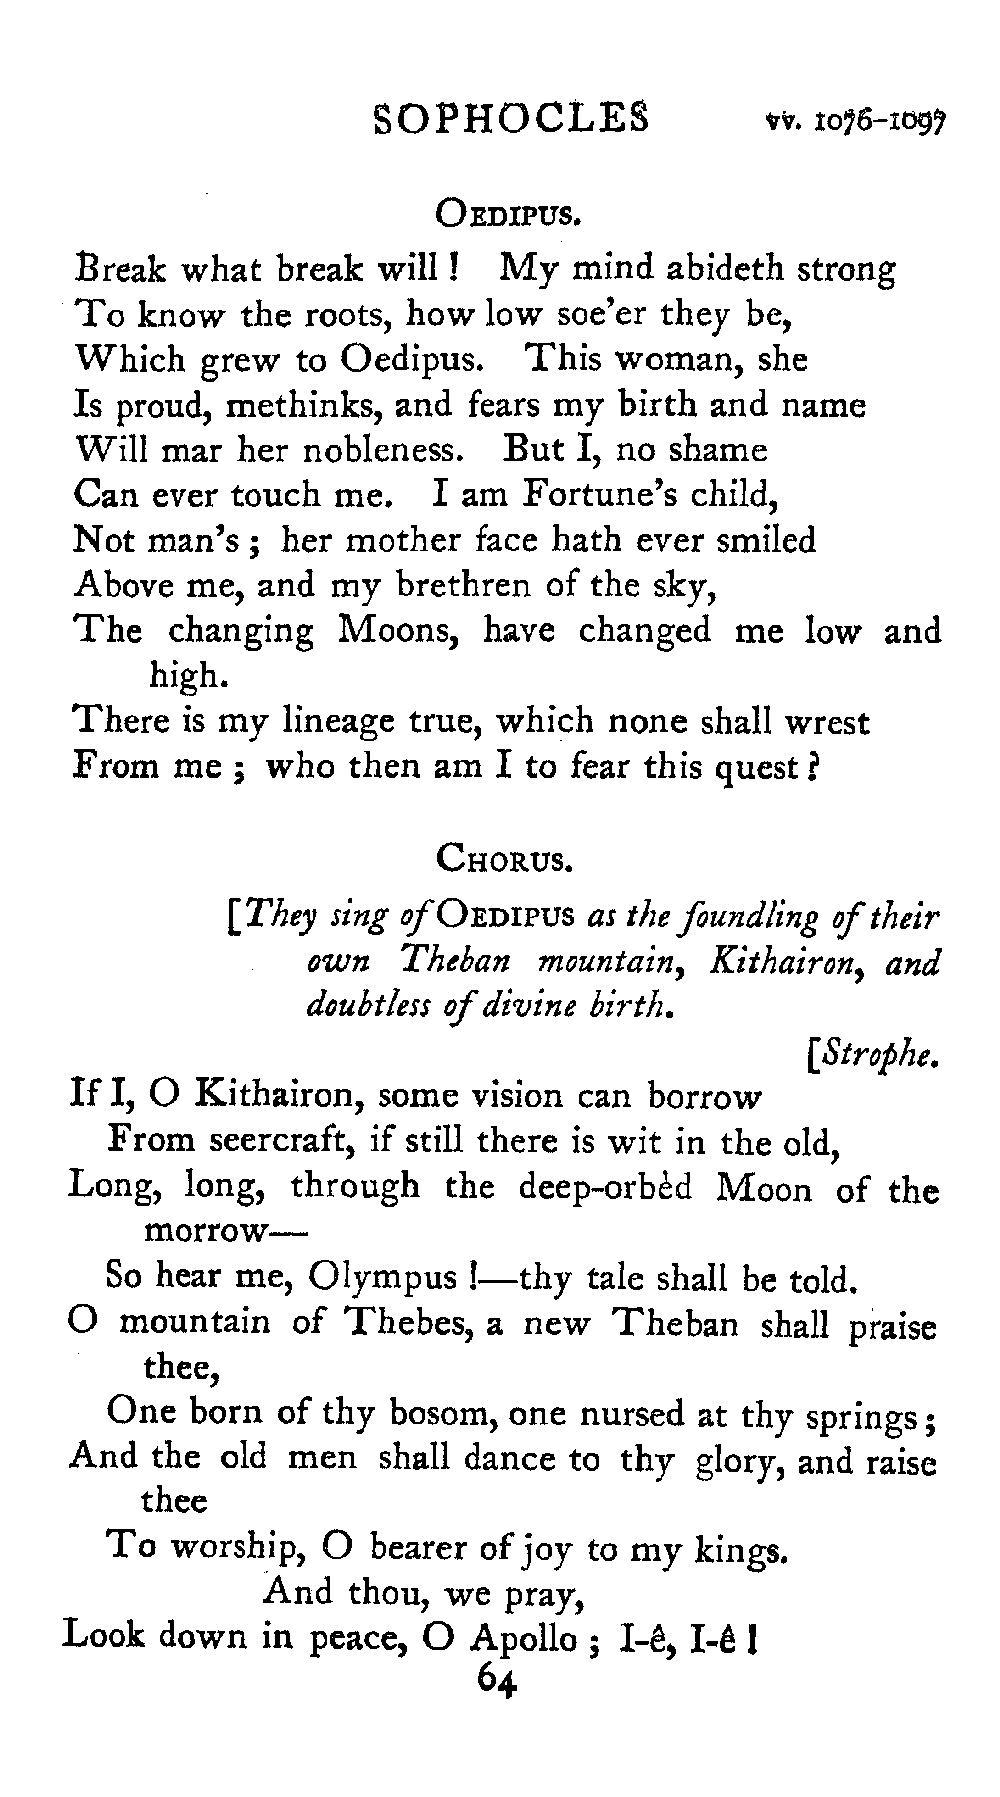 SOPHOCLES vv. 1076-1097
OEDIPUS.
Break what break will! My mind abideth strong
To know the roots, how low soe'er they be,
Which grew to Oedipus. This woman, she
Is proud, methinks, and fears my birth and name
Will mar her nobleness. But I, no shame
Can ever touch me. I am Fortune's child,
Not man's; her mother face hath ever smiled
Above me, and my brethren of the sky,
The changing Moons, have changed me low and
high.
There is my lineage true, which none shall wrest
From me; who then am I to fear this quest?
CHORUS.
[They sing of OEDIPUS as the foundling of their
own Theban mountain, Kithairon, and
doubtless of divine birth.
[Strophe.
If I, O Kithairon, some vision can borrow
From seercraft, if still there is wit in the old,
Long, long, through the deep-orbèd Moon of the
morrow—
So hear me, Olympus!—thy tale shall be told.
O mountain of Thebes, a new Theban shall praise
thee,
One born of thy bosom, one nursed at thy springs;
And the old men shall dance to thy glory, and raise
thee
To worship, O bearer of joy to my kings.
And thou, we pray,
Look down in peace, O Apollo; I-ê, I-ê!
64